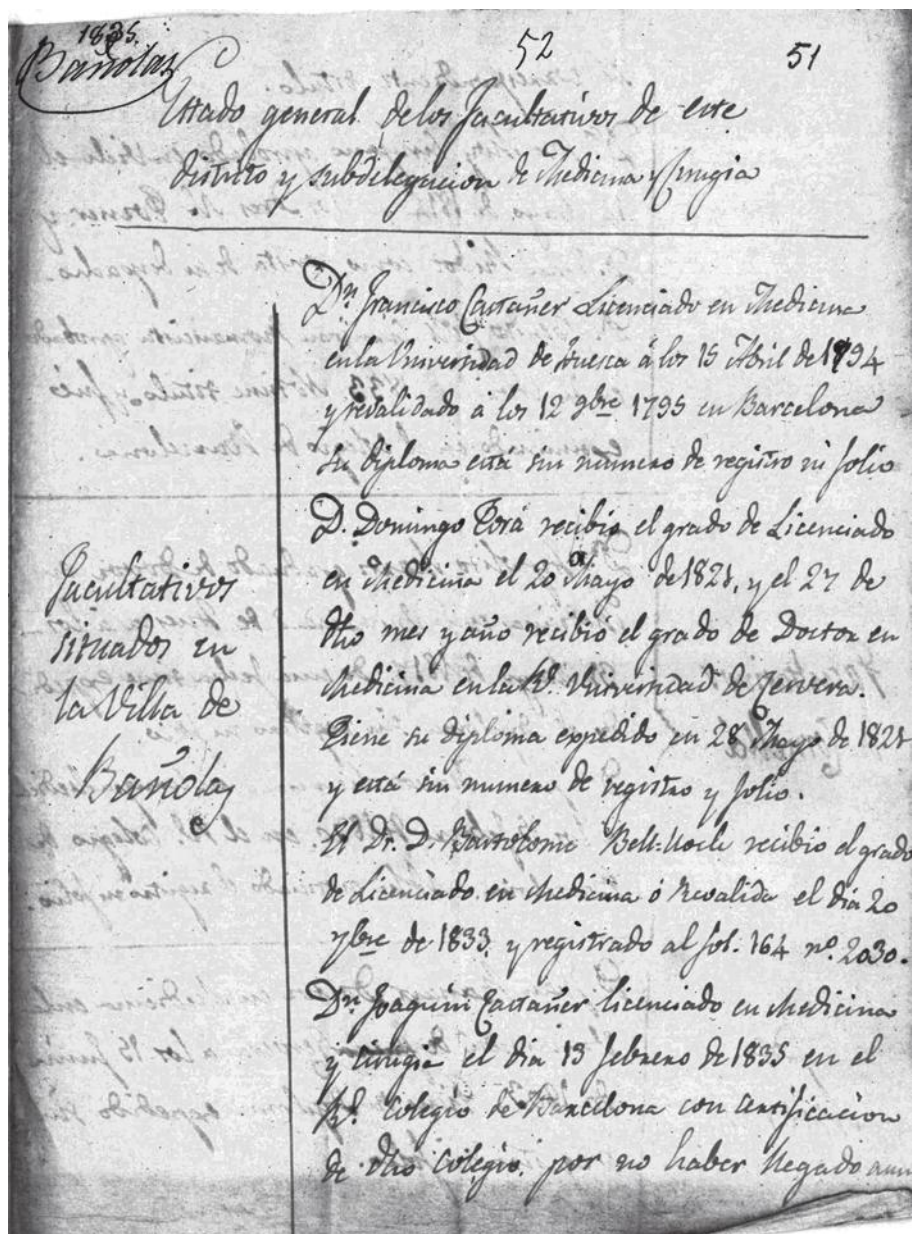 1835.
Bañolas
52
51
Estado general de los facultativos de este
distrito y subdelegacion de Medicina y Cirugia
Facultativos
situados en
la Villa de
Bañolas
Dn. Francisco Castañer Licenciado en Medicina
en la Universidad de Huesca á los 15 Abril de 1794
y revalidado á los 12 9bre 1795 en Barcelona
su diploma está sin numero de registro ni folio
D. Domingo Torá recibió el grado de Licenciado
en Medicina el 20 Mayo de 1821, y el 27 de
dho mes y año recibió el grado de Doctor en
Medicina en la Rl. Universidad de Cervera.
Tiene su diploma expedido en 28 Mayo de 1821
y está sin numero de registro y folio.
El Dr. D. Bartolome Bell-lloch recibio el grado
de Licenciado en Medicina ó Revalida el dia 20
7bre de 1833, y registrado al fol. 164 nº. 2030.
Dn. Joaquin Castañer licenciado en Medicina
y cirugia el dia 13 febrero de 1835 en el
Rl. Colegio de Barcelona con certificacion
de dho colegio, por no haber llegado aun